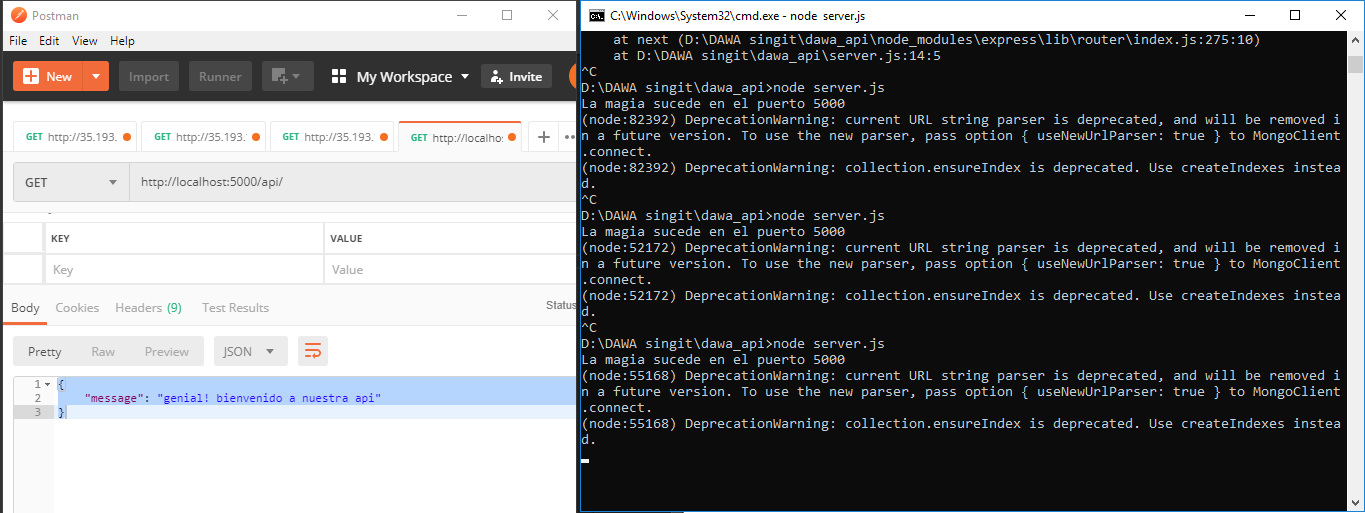 Postman
File Edit View Help
New Import Runner My Workspace Invite
GET http://35.193. GET http://35.193. GET http://35.193. GET http://localho:
GET http://localhost:5000/api/
KEY VALUE
Key Value
Body Cookies Headers (9) Test Results Status
Pretty Raw Preview JSON
1 {
2 "message": "genial! bienvenido a nuestra api"
3 }
C:\Windows\System32\cmd.exe - node server.js
at next (D:\DAWA singit\dawa_api\node_modules\express\lib\router\index.js:275:10)
at D:\DAWA singit\dawa_api\server.js:14:5
^C
D:\DAWA singit\dawa_api>node server.js
La magia sucede en el puerto 5000
(node:82392) DeprecationWarning: current URL string parser is deprecated, and will be removed i
n a future version. To use the new parser, pass option { useNewUrlParser: true } to MongoClient
.connect.
(node:82392) DeprecationWarning: collection.ensureIndex is deprecated. Use createIndexes instea
d.
^C
D:\DAWA singit\dawa_api>node server.js
La magia sucede en el puerto 5000
(node:52172) DeprecationWarning: current URL string parser is deprecated, and will be removed i
n a future version. To use the new parser, pass option { useNewUrlParser: true } to MongoClient
.connect.
(node:52172) DeprecationWarning: collection.ensureIndex is deprecated. Use createIndexes instea
d.
^C
D:\DAWA singit\dawa_api>node server.js
La magia sucede en el puerto 5000
(node:55168) DeprecationWarning: current URL string parser is deprecated, and will be removed i
n a future version. To use the new parser, pass option { useNewUrlParser: true } to MongoClient
.connect.
(node:55168) DeprecationWarning: collection.ensureIndex is deprecated. Use createIndexes instea
d.